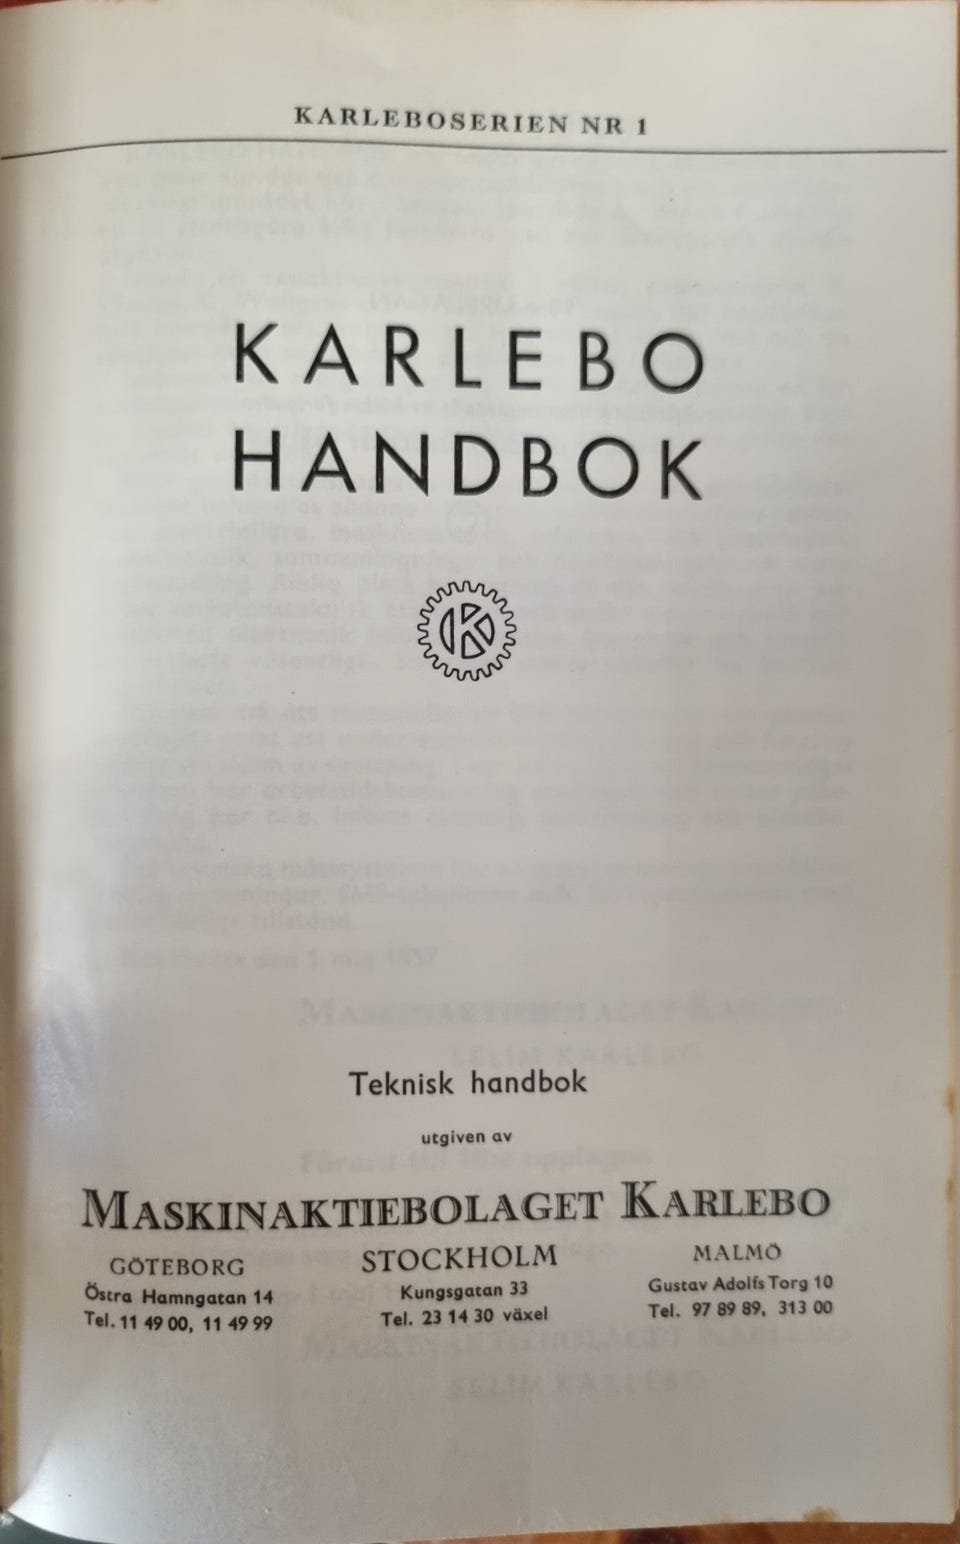 KARLEBOSERIEN NR 1
KARLEBO
HANDBOK
K
Teknisk handbok
utgiven av
MASKINAKTIEBOLAGET KARLEBO
GÖTEBORG
Östra Hamngatan 14
Tel. 11 49 00, 11 49 99
STOCKHOLM
Kungsgatan 33
Tel. 23 14 30 växel
MALMÖ
Gustav Adolfs Torg 10
Tel. 97 89 89, 313 00